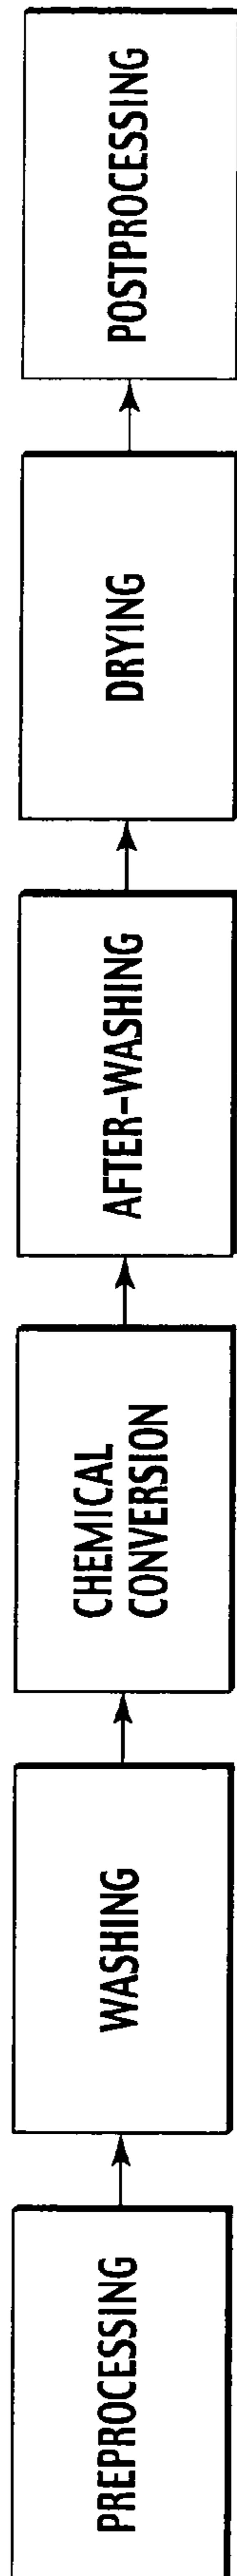 PREPROCESSING
WASHING
CHEMICAL
CONVERSION
AFTER-WASHING
DRYING
POSTPROCESSING